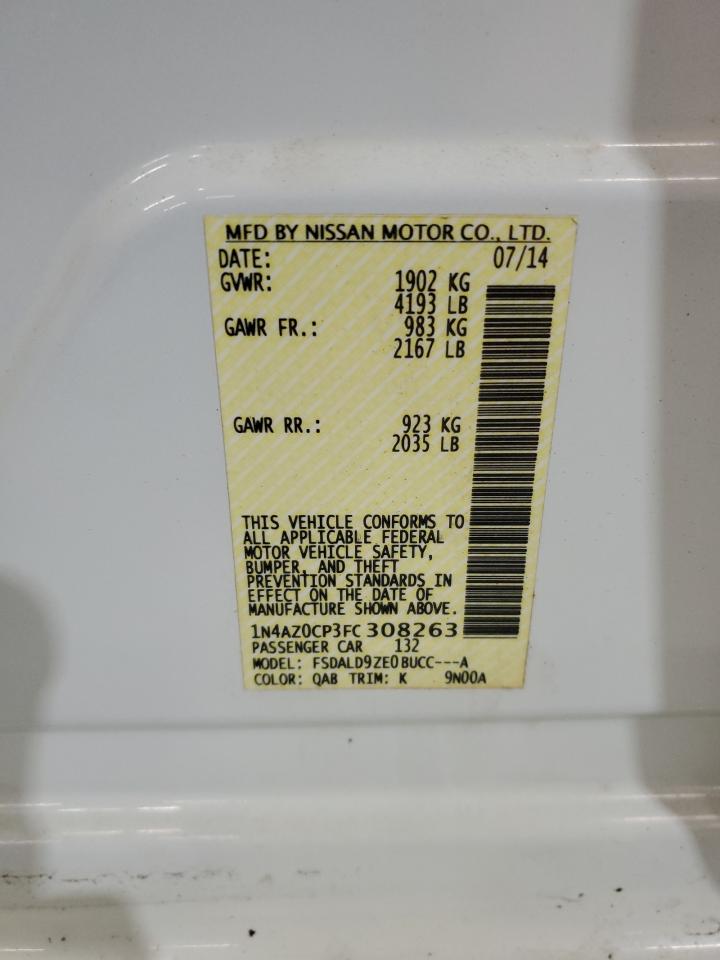 MFD BY NISSAN MOTOR CO., LTD.
DATE: 07/14
GVWR: 1902 KG
4193 LB
GAWR FR.: 983 KG
2167 LB
GAWR RR.: 923 KG
2035 LB
THIS VEHICLE CONFORMS TO
ALL APPLICABLE FEDERAL
MOTOR VEHICLE SAFETY,
BUMPER, AND THEFT
PREVENTION STANDARDS IN
EFFECT ON THE DATE OF
MANUFACTURE SHOWN ABOVE.
1N4AZ0CP3FC308263
PASSENGER CAR 132
MODEL: FSDALD9ZE0BUCC---A
COLOR: QAB TRIM: K 9N00A